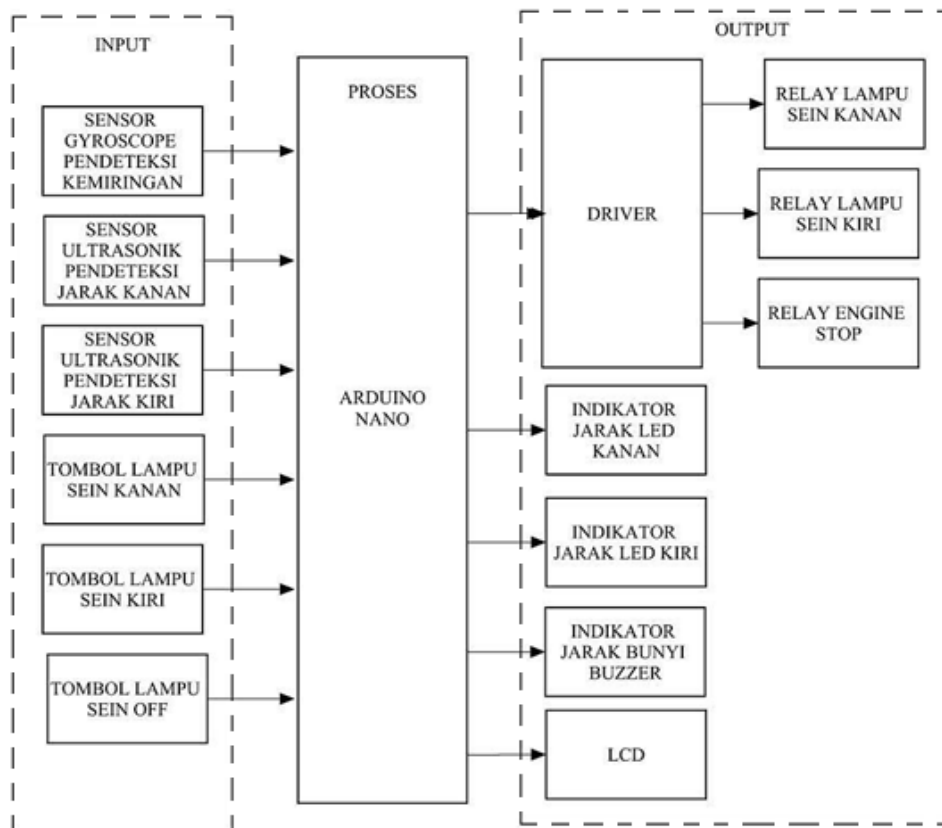 INPUT
SENSOR
GYROSCOPE
PENDETEKSI
KEMIRINGAN
SENSOR
ULTRASONIK
PENDETEKSI
JARAK KANAN
SENSOR
ULTRASONIK
PENDETEKSI
JARAK KIRI
TOMBOL LAMPU
SEIN KANAN
TOMBOL LAMPU
SEIN KIRI
TOMBOL LAMPU
SEIN OFF
PROSES
ARDUINO
NANO
OUTPUT
DRIVER
RELAY LAMPU
SEIN KANAN
RELAY LAMPU
SEIN KIRI
RELAY ENGINE
STOP
INDIKATOR
JARAK LED
KANAN
INDIKATOR
JARAK LED KIRI
INDIKATOR
JARAK BUNYI
BUZZER
LCD